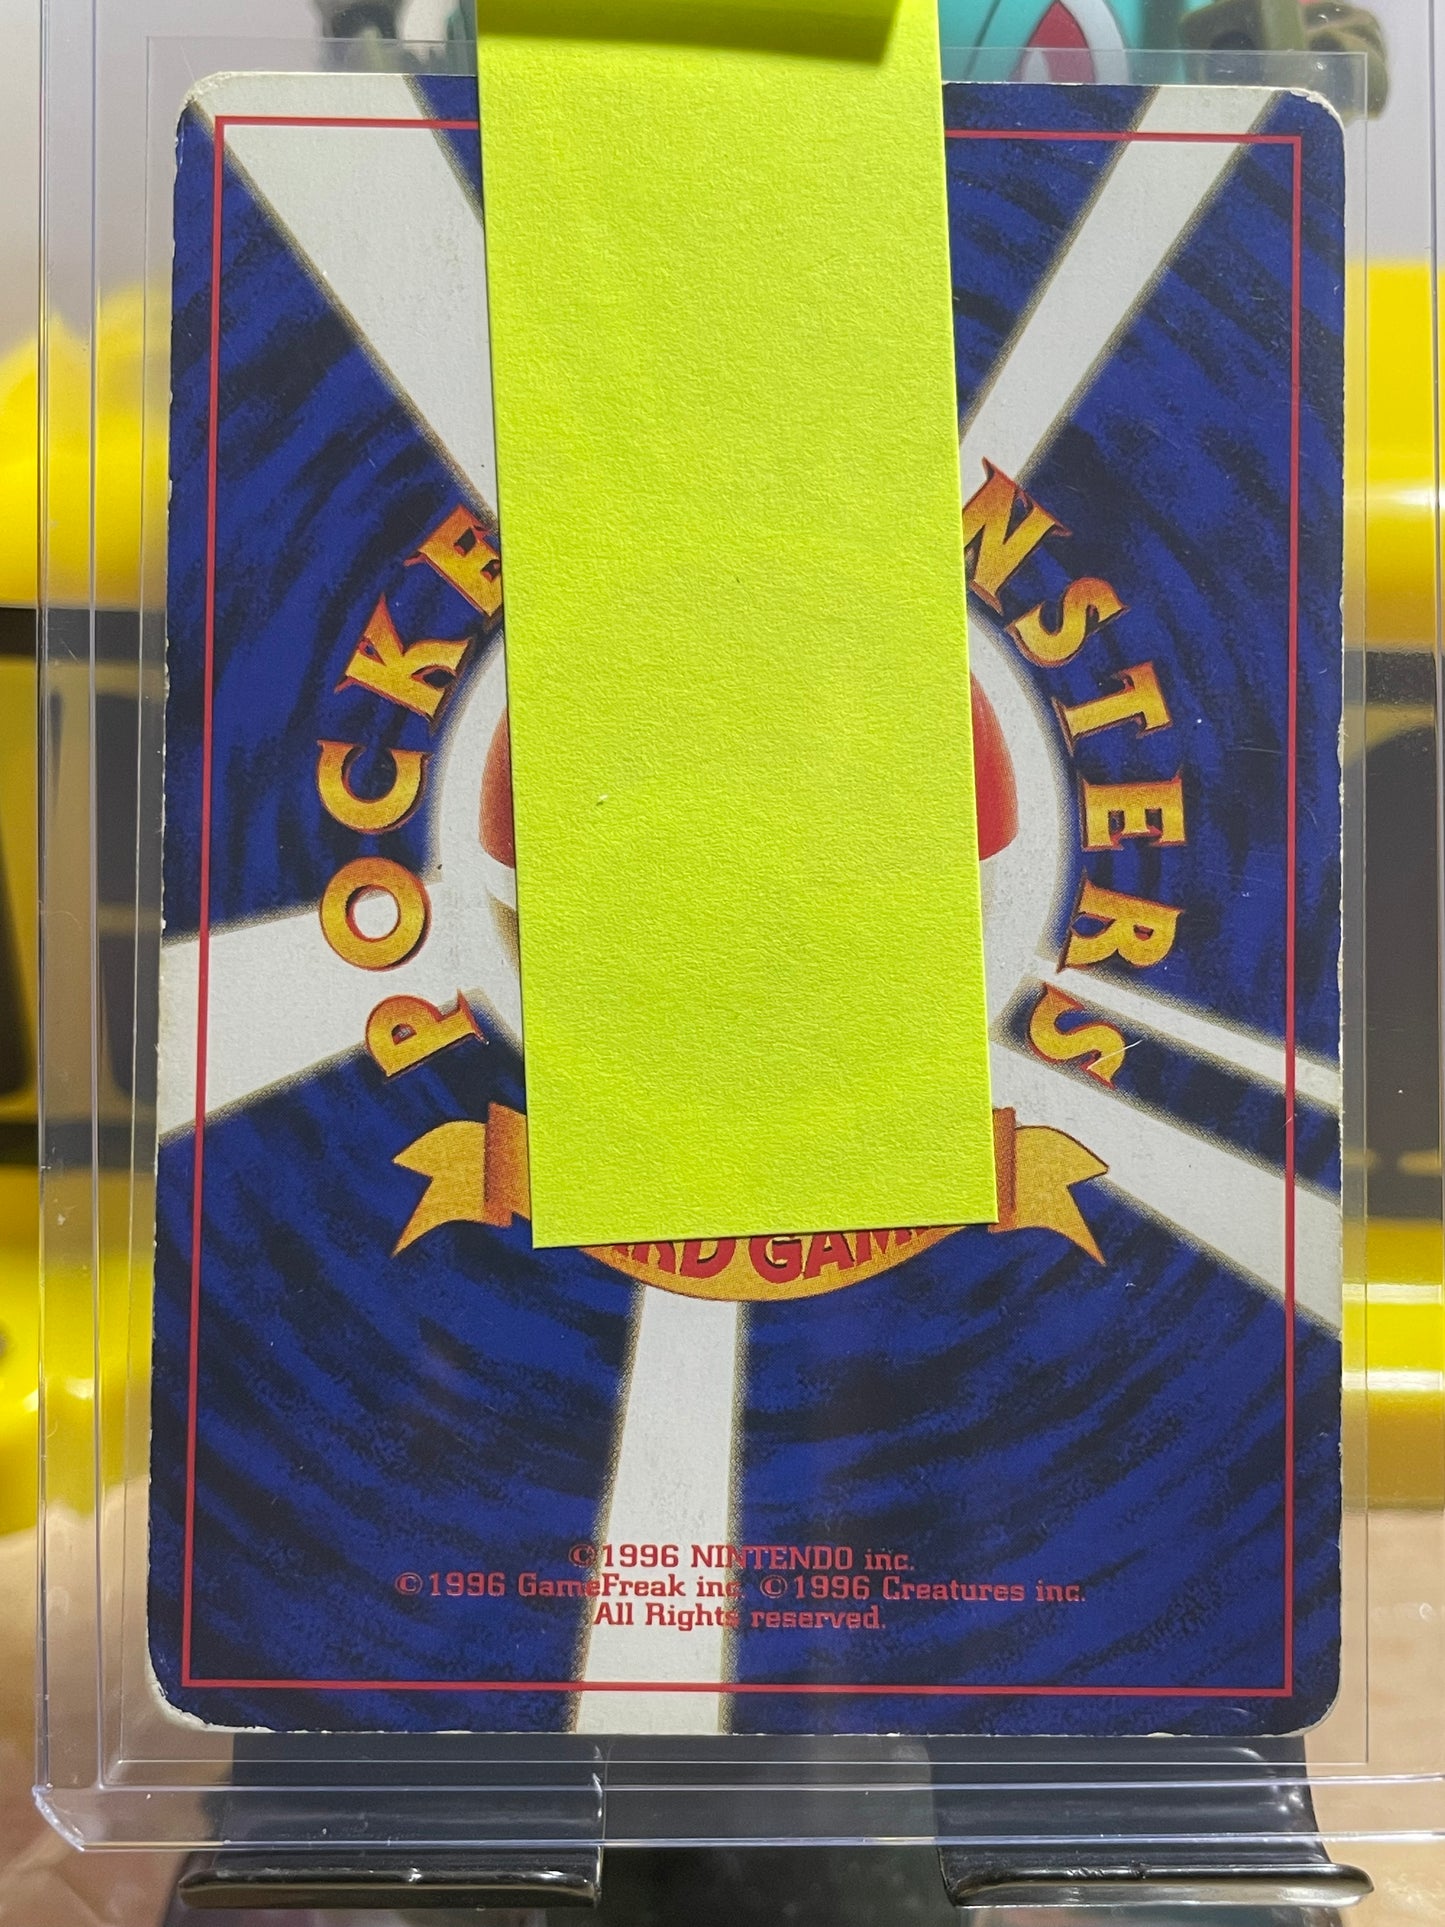 POCKE NSTERS
RD GAM
©1996 NINTENDO inc.
©1996 GameFreak inc. ©1996 Creatures inc.
All Rights reserved.